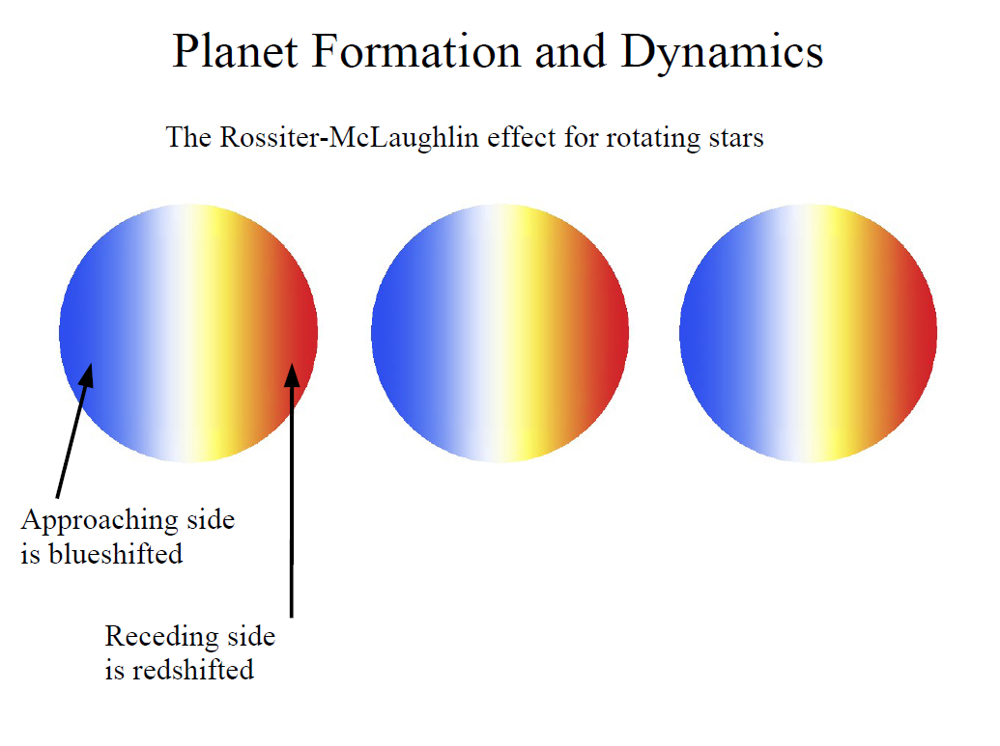 Planet Formation and Dynamics
The Rossiter-McLaughlin effect for rotating stars
Approaching side
is blueshifted
Receding side
is redshifted